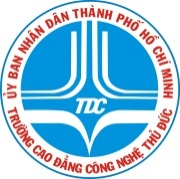 ỦY BAN NHÂN DÂN THÀNH PHỐ HỒ CHÍ MINH
TDC
TRƯỜNG CAO ĐẲNG CÔNG NGHỆ THỦ ĐỨC